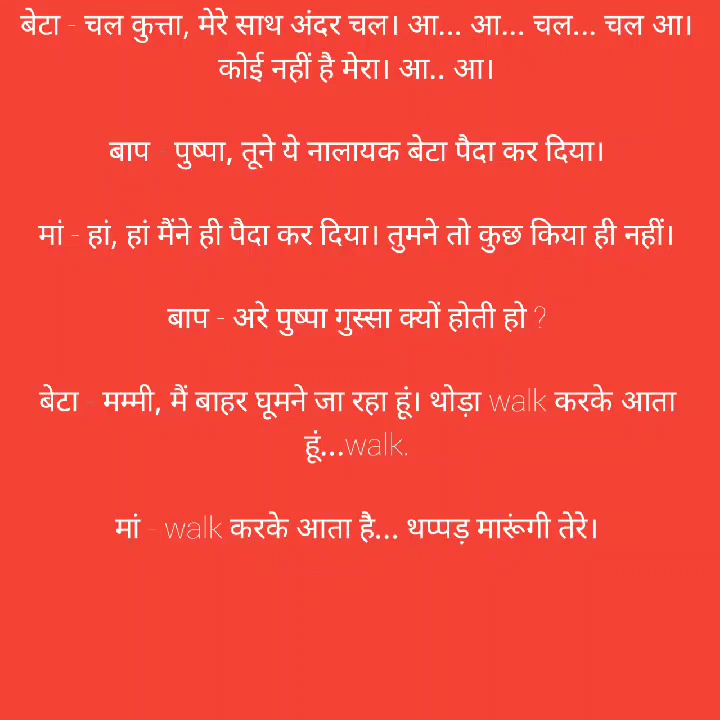 बेटा - चल कुत्ता, मेरे साथ अंदर चल। आ... आ... चल... चल आ।
कोई नहीं है मेरा। आ.. आ।
बाप - पुष्पा, तूने ये नालायक बेटा पैदा कर दिया।
मां - हां, हां मैंने ही पैदा कर दिया। तुमने तो कुछ किया ही नहीं।
बाप - अरे पुष्पा गुस्सा क्यों होती हो ?
बेटा - मम्मी, मैं बाहर घूमने जा रहा हूं। थोड़ा walk करके आता
हूं...walk.
मां - walk करके आता है... थप्पड़ मारूंगी तेरे।